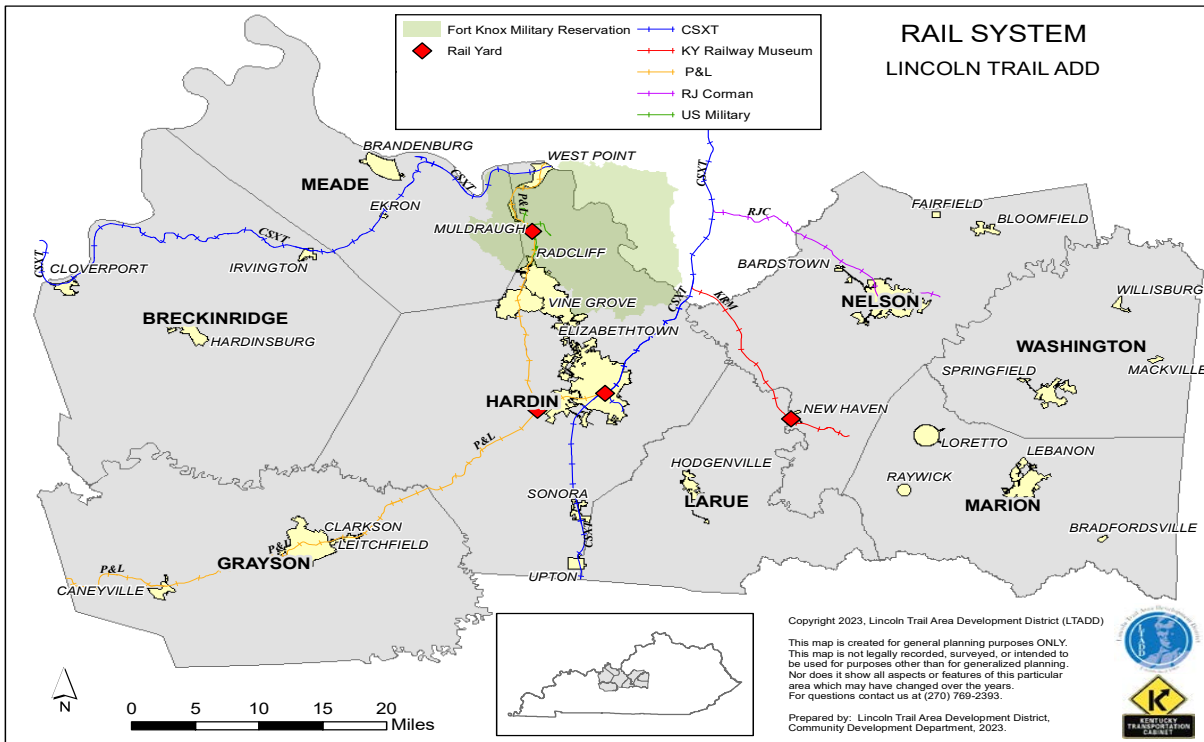 RAIL SYSTEM
LINCOLN TRAIL ADD
Fort Knox Military Reservation
Rail Yard
CSXT
KY Railway Museum
P&L
RJ Corman
US Military
BRANDENBURG
WEST POINT
MEADE
CSXT
EKRON
P&L
CSXT
MULDRAUGH
RJC
FAIRFIELD
BLOOMFIELD
CSXT
CSXT
CLOVERPORT
IRVINGTON
RADCLIFF
BARDSTOWN
NELSON
WILLISBURG
BRECKINRIDGE
HARDINSBURG
VINE GROVE
ELIZABETHTOWN
CSXT
KRM
WASHINGTON
SPRINGFIELD
MACKVILLE
HARDIN
NEW HAVEN
P&L
LORETTO
LEBANON
HODGENVILLE
LARUE
RAYWICK
MARION
SONORA
CSXT
BRADFORDSVILLE
CLARKSON
LEITCHFIELD
P&L
GRAYSON
P&L
CANEYVILLE
UPTON
N
0 5 10 20
Miles
Copyright 2023, Lincoln Trail Area Development District (LTADD)
This map is created for general planning purposes ONLY.
This map is not legally recorded, surveyed, or intended to
be used for purposes other than for generalized planning.
Nor does it show all aspects or features of this particular
area which may have changed over the years.
For questions contact us at (270) 769-2393.
Prepared by: Lincoln Trail Area Development District,
Community Development Department, 2023.
Lincoln Trail Area Development District
LTADD
KENTUCKY
TRANSPORTATION
CABINET